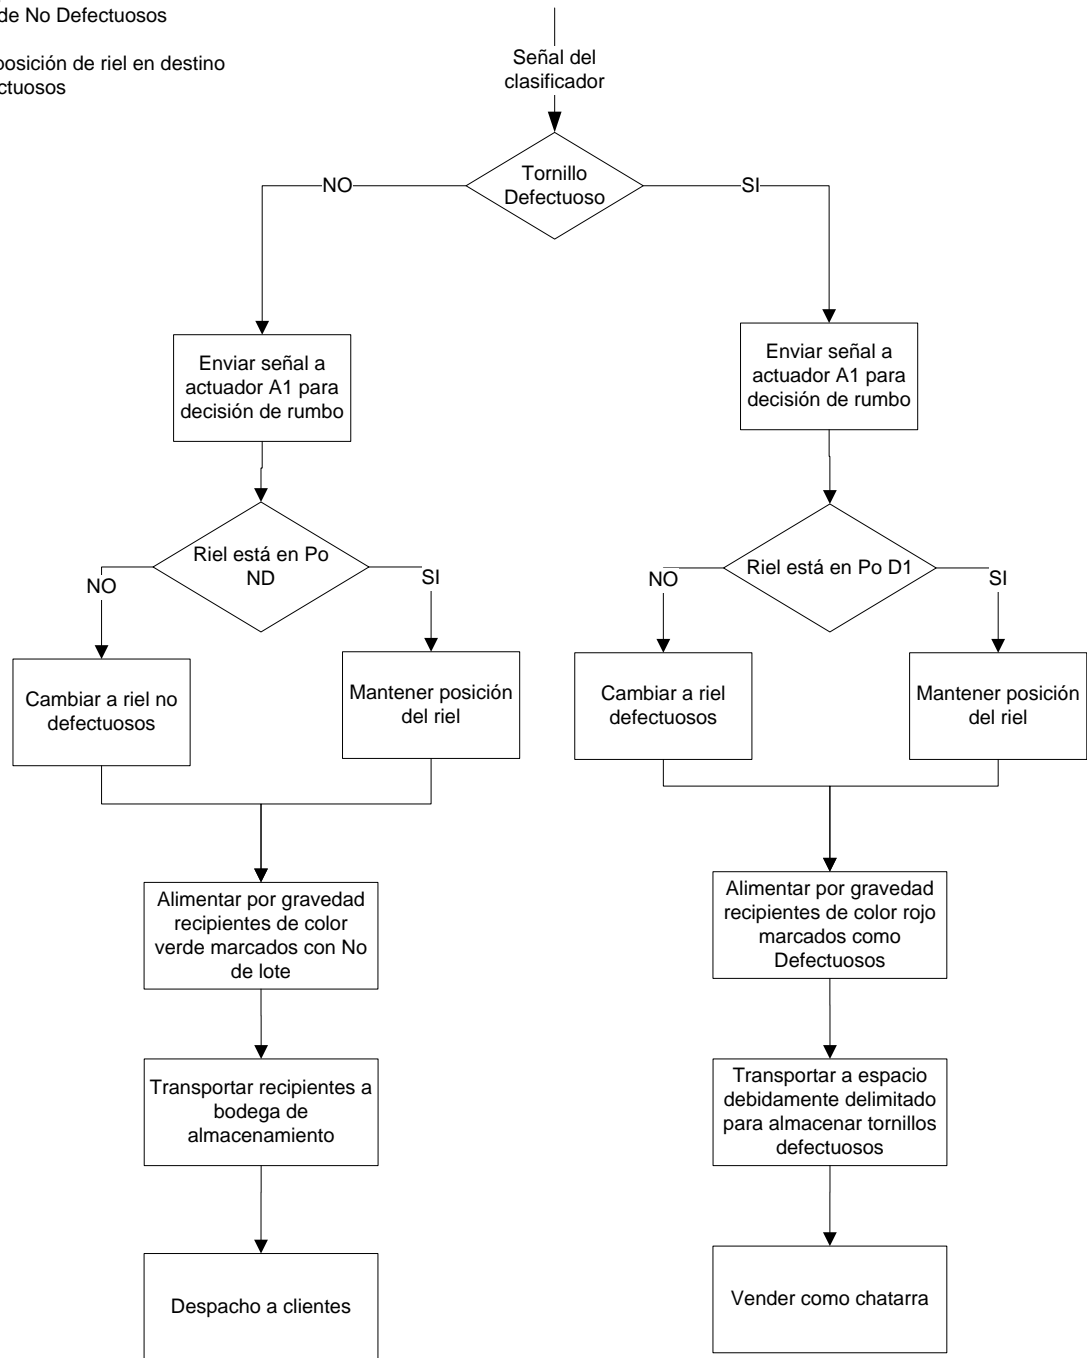 de No Defectuosos
posición de riel en destino
ctuosos
Señal del
clasificador
Tornillo
Defectuoso
NO
SI
Enviar señal a
actuador A1 para
decisión de rumbo
Enviar señal a
actuador A1 para
decisión de rumbo
Riel está en Po
ND
NO
SI
Riel está en Po D1
NO
SI
Cambiar a riel no
defectuosos
Mantener posición
del riel
Cambiar a riel
defectuosos
Mantener posición
del riel
Alimentar por gravedad
recipientes de color
verde marcados con No
de lote
Alimentar por gravedad
recipientes de color rojo
marcados como
Defectuosos
Transportar recipientes a
bodega de
almacenamiento
Transportar a espacio
debidamente delimitado
para almacenar tornillos
defectuosos
Despacho a clientes
Vender como chatarra